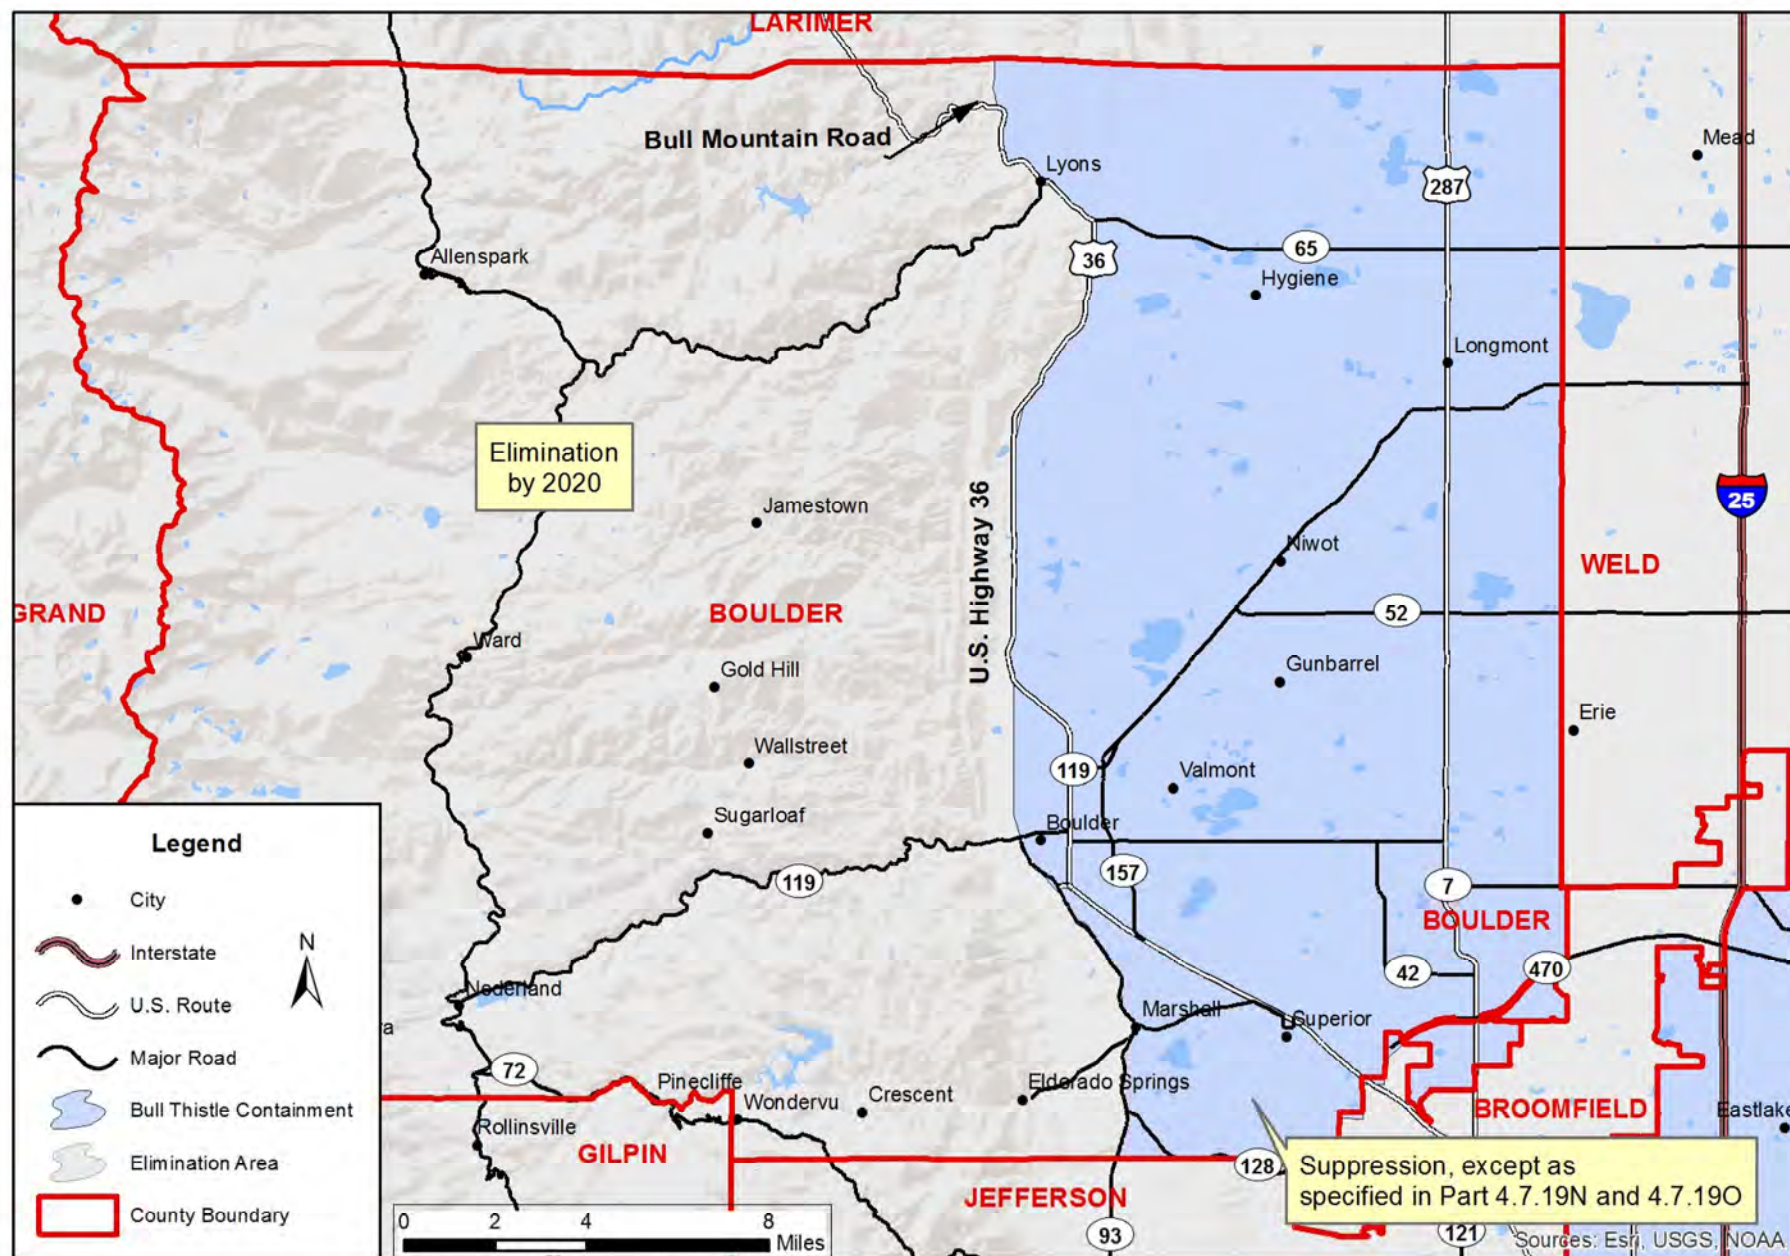 LARIMER
Bull Mountain Road
Mead
Lyons
287
Allenspark
36
65
Hygiene
Longmont
Elimination
by 2020
Jamestown
U.S. Highway 36
25
Niwot
WELD
GRAND
BOULDER
52
Ward
Gold Hill
Gunbarrel
Erie
Wallstreet
119
Valmont
Sugarloaf
Boulder
119
157
7
BOULDER
42
470
Nederland
Marshall
Superior
72
Pinecliffe
Wondervu
Crescent
Eldorado Springs
BROOMFIELD
Eastlake
Rollinsville
GILPIN
128
Suppression, except as
specified in Part 4.7.19N and 4.7.19O
JEFFERSON
93
121
Legend
City
Interstate
N
U.S. Route
Major Road
Bull Thistle Containment
Elimination Area
County Boundary
0 2 4 8
Miles
Sources: Esri, USGS, NOAA